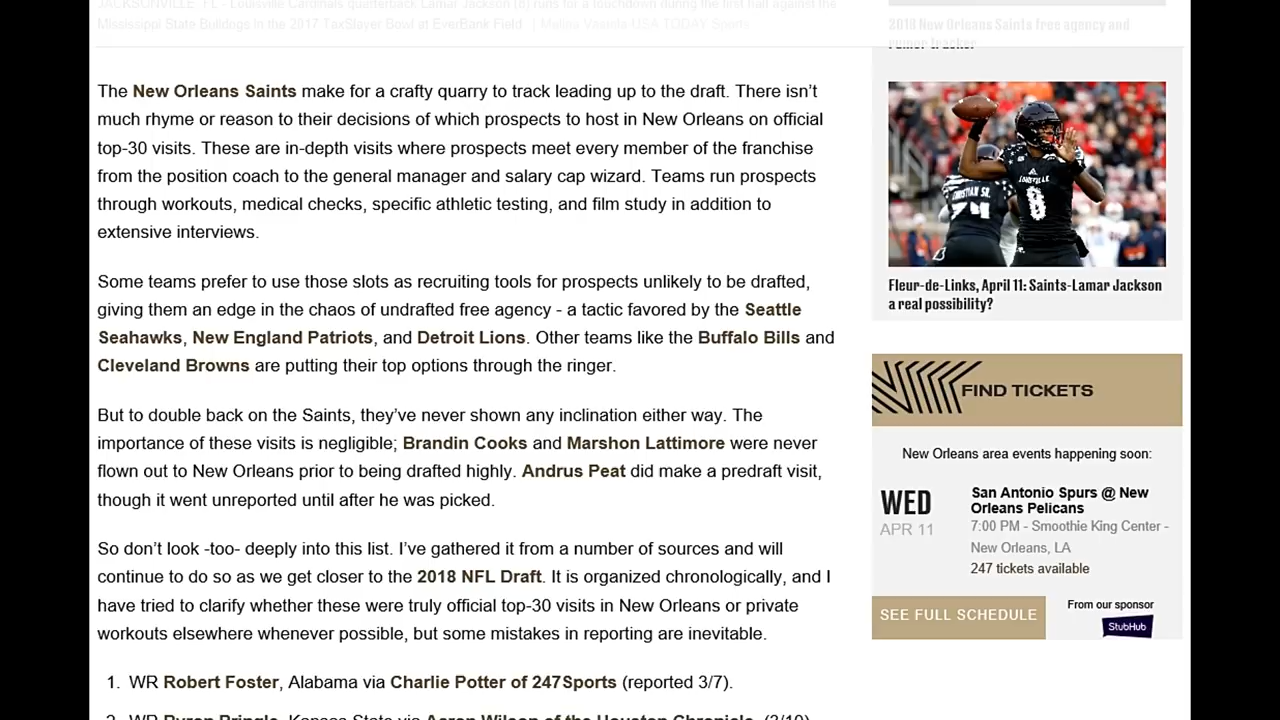 JACKSONVILLE, FL - Louisville Cardinals quarterback Lamar Jackson (8) runs for a touchdown during the first half against the
Mississippi State Bulldogs in the 2017 TaxSlayer Bowl at EverBank Field. | Melina Vastola-USA TODAY Sports
The New Orleans Saints make for a crafty quarry to track leading up to the draft. There isn’t
much rhyme or reason to their decisions of which prospects to host in New Orleans on official
top-30 visits. These are in-depth visits where prospects meet every member of the franchise
from the position coach to the general manager and salary cap wizard. Teams run prospects
through workouts, madical checks, specific athletic testing, and film study in addition to
extensive interviews.
Some teams prefer to use those slots as recruiting tools for prospects unlikely to be drafted,
giving them an edge in the chaos of undrafted free agency - a tactic favored by the Seattle
Seahawks, New England Patriots, and Detroit Lions. Other teams like the Buffalo Bills and
Cleveland Browns are putting their top options through the ringer.
But to double back on the Saints, they’ve never shown any inclination either way. The
importance of these visits is negligible; Brandin Cooks and Marshon Lattimore were never
flown out to New Orleans prior to being drafted highly. Andrus Peat did make a predraft visit,
though it went unreported until after he was picked.
So don’t look -too- deeply into this list. I’ve gathered it from a number of sources and will
continue to do so as we get closer to the 2018 NFL Draft. It is organized chronologically, and I
have tried to clarify whether these were truly official top-30 visits in New Orleans or private
workouts elsewhere whenever possible, but some mistakes in reporting are inevitable.
1. WR Robert Foster, Alabama via Charlie Potter of 247Sports (reported 3/7).
2. WR Byron Pringle, Kansas State via Aaron Wilson of the Houston Chronicle. (3/10)
2018 New Orleans Saints free agency and
rumor tracker
CHRISTIAN SR.
74
LOUISVILLE
8
Fleur-de-Links, April 11: Saints-Lamar Jackson
a real possibility?
FIND TICKETS
New Orleans area events happening soon:
WED
APR 11
San Antonio Spurs @ New
Orleans Pelicans
7:00 PM - Smoothie King Center -
New Orleans, LA
247 tickets available
SEE FULL SCHEDULE
From our sponsor
StubHub